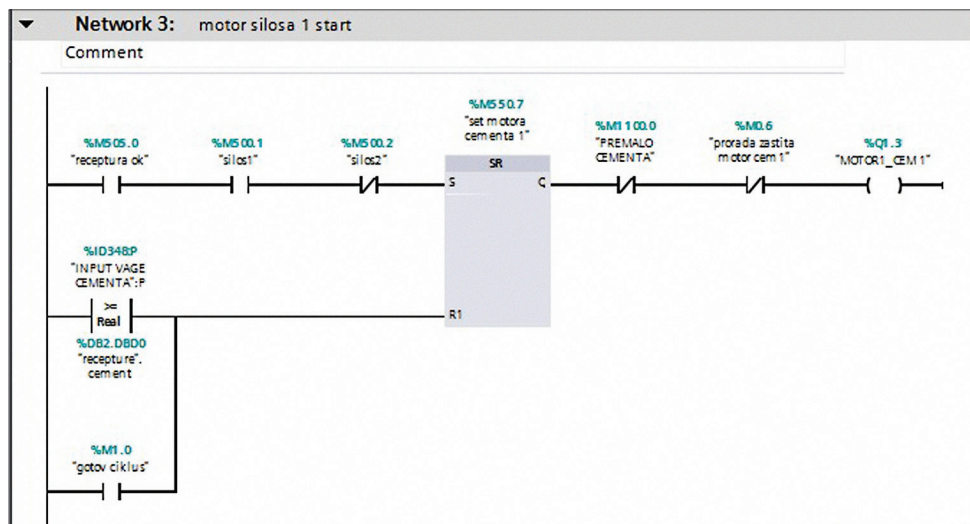 Network 3: motor silosa 1 start
Comment
%M505.0
"receptura ok"
%M500.1
"silos1"
%M500.2
"silos2"
%M550.7
"set motora
cementa 1"
SR
S
Q
R1
%M1100.0
"PREMALO
CEMENTA"
%M0.6
"prorada zastita
motor cem 1"
%Q1.3
"MOTOR1_CEM 1"
%ID348:P
"INPUT VAGE
CEMENTA":P
>=
Real
%DB2.DBD0
"recepture".
cement
%M1.0
"gotov ciklus"